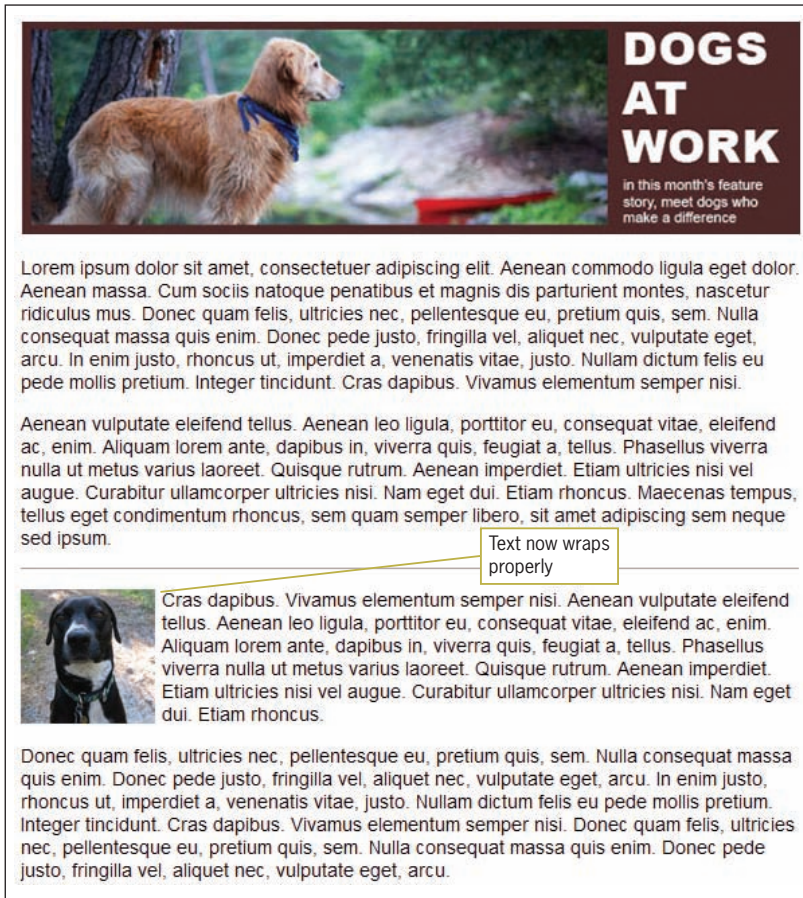 DOGS
AT
WORK
in this month's feature
story, meet dogs who
make a difference
Lorem ipsum dolor sit amet, consectetuer adipiscing elit. Aenean commodo ligula eget dolor.
Aenean massa. Cum sociis natoque penatibus et magnis dis parturient montes, nascetur
ridiculus mus. Donec quam felis, ultricies nec, pellentesque eu, pretium quis, sem. Nulla
consequat massa quis enim. Donec pede justo, fringilla vel, aliquet nec, vulputate eget,
arcu. In enim justo, rhoncus ut, imperdiet a, venenatis vitae, justo. Nullam dictum felis eu
pede mollis pretium. Integer tincidunt. Cras dapibus. Vivamus elementum semper nisi.
Aenean vulputate eleifend tellus. Aenean leo ligula, porttitor eu, consequat vitae, eleifend
ac, enim. Aliquam lorem ante, dapibus in, viverra quis, feugiat a, tellus. Phasellus viverra
nulla ut metus varius laoreet. Quisque rutrum. Aenean imperdiet. Etiam ultricies nisi vel
augue. Curabitur ullamcorper ultricies nisi. Nam eget dui. Etiam rhoncus. Maecenas tempus,
tellus eget condimentum rhoncus, sem quam semper libero, sit amet adipiscing sem neque
sed ipsum.
Text now wraps
properly
Cras dapibus. Vivamus elementum semper nisi. Aenean vulputate eleifend
tellus. Aenean leo ligula, porttitor eu, consequat vitae, eleifend ac, enim.
Aliquam lorem ante, dapibus in, viverra quis, feugiat a, tellus. Phasellus
viverra nulla ut metus varius laoreet. Quisque rutrum. Aenean imperdiet.
Etiam ultricies nisi vel augue. Curabitur ullamcorper ultricies nisi. Nam eget
dui. Etiam rhoncus.
Donec quam felis, ultricies nec, pellentesque eu, pretium quis, sem. Nulla consequat massa
quis enim. Donec pede justo, fringilla vel, aliquet nec, vulputate eget, arcu. In enim justo,
rhoncus ut, imperdiet a, venenatis vitae, justo. Nullam dictum felis eu pede mollis pretium.
Integer tincidunt. Cras dapibus. Vivamus elementum semper nisi. Donec quam felis, ultricies
nec, pellentesque eu, pretium quis, sem. Nulla consequat massa quis enim. Donec pede
justo, fringilla vel, aliquet nec, vulputate eget, arcu.